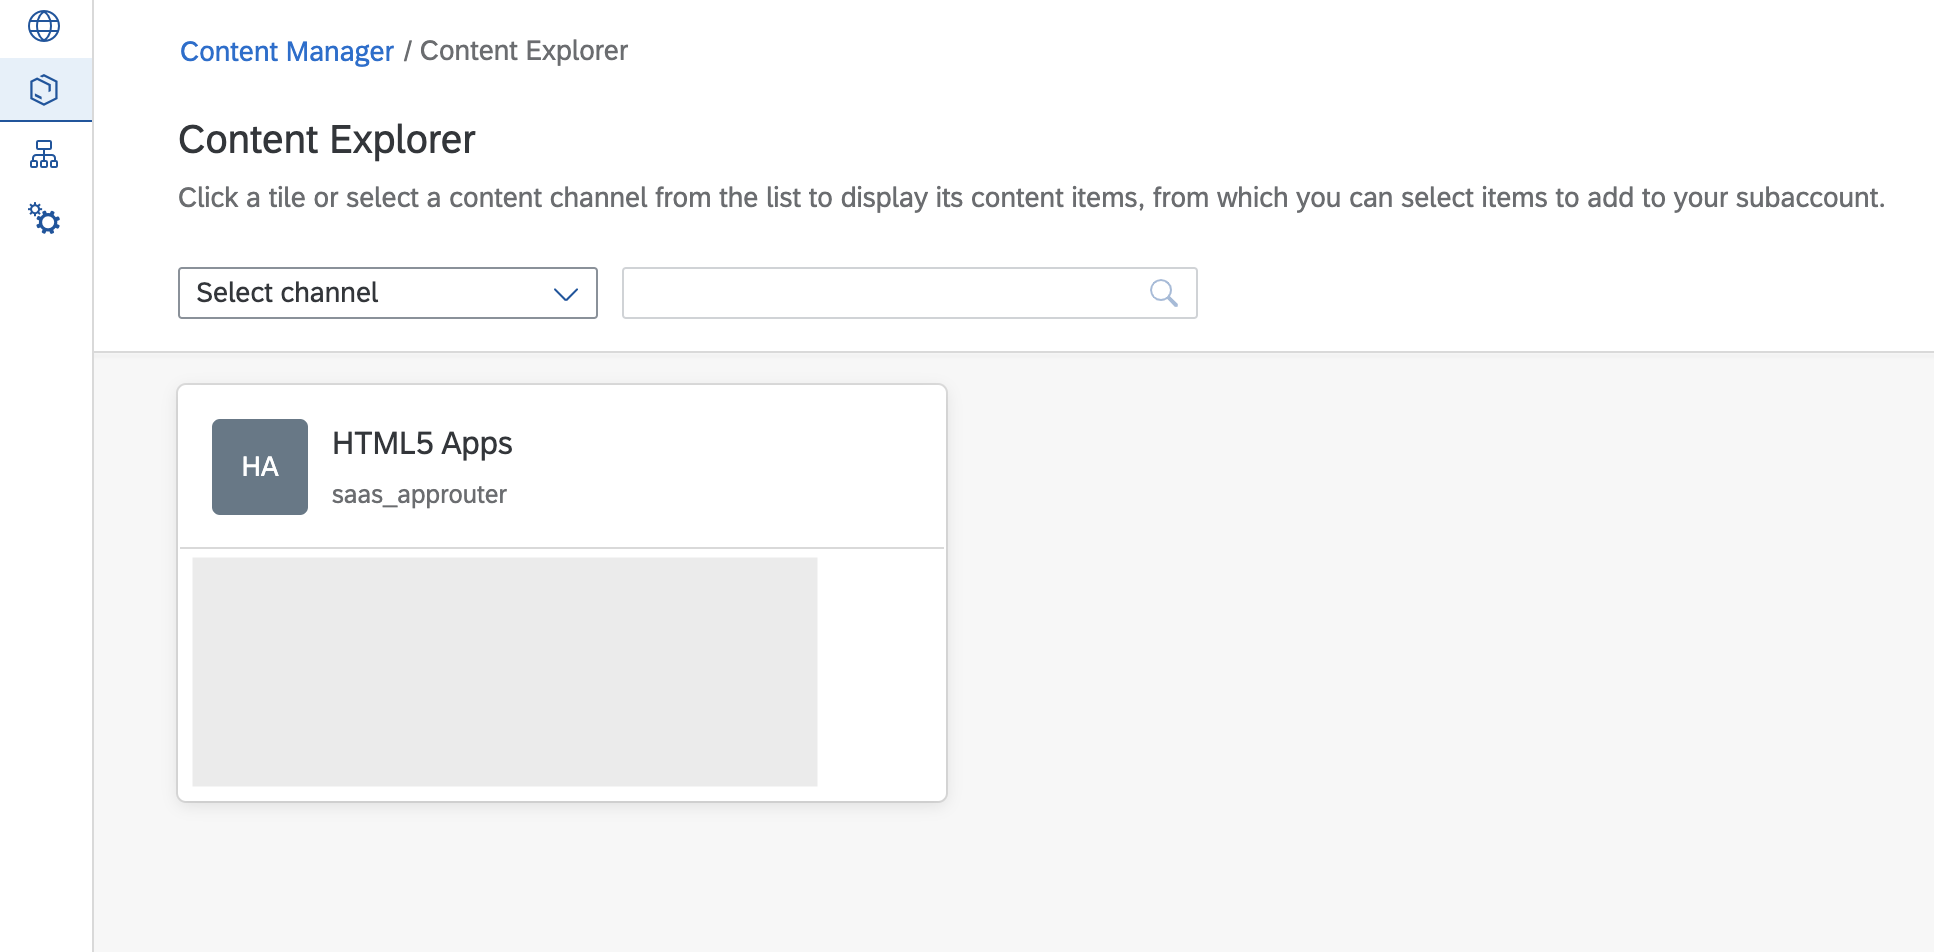 Content Manager / Content Explorer
Content Explorer
Click a tile or select a content channel from the list to display its content items, from which you can select items to add to your subaccount.
Select channel
HA
HTML5 Apps
saas_approuter